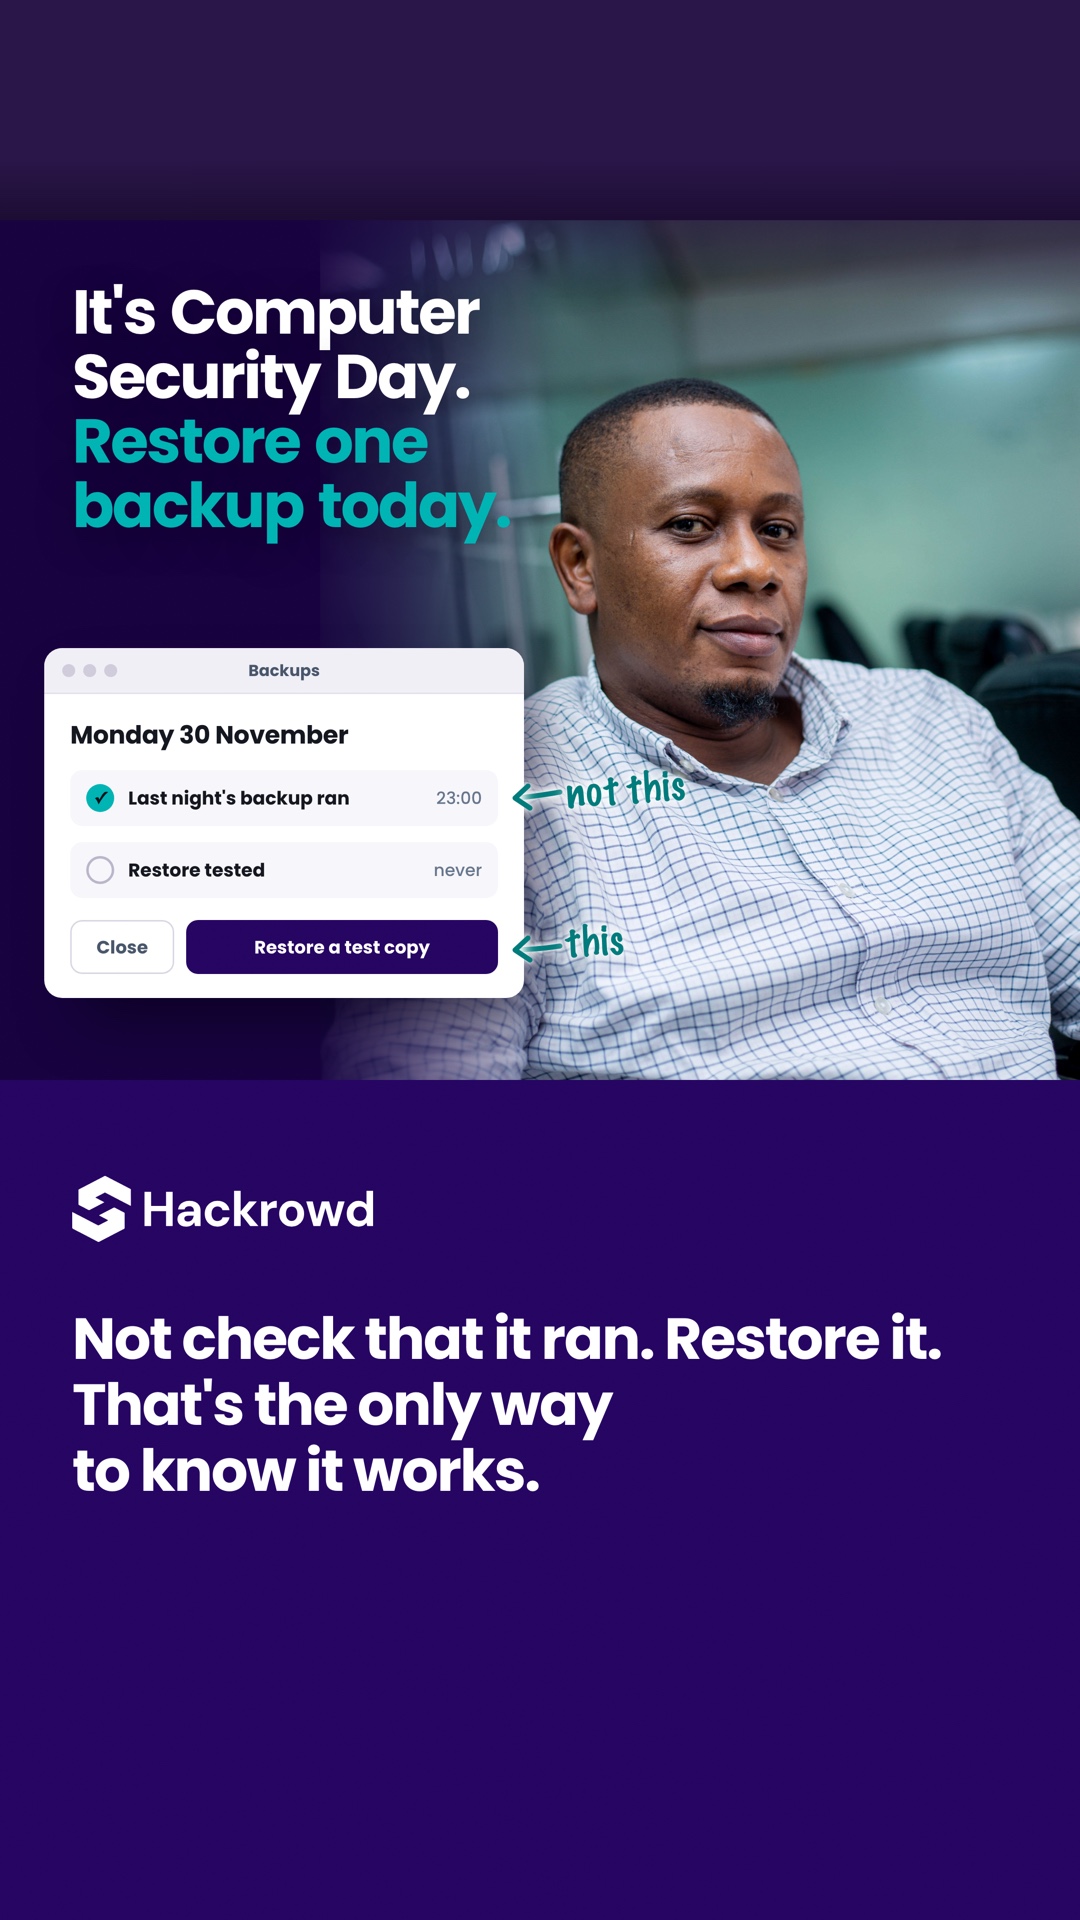 It's Computer
Security Day.
Restore one
backup today.
Backups
Monday 30 November
Last night's backup ran 23:00
not this
Restore tested never
Close
Restore a test copy
this
Hackrowd
Not check that it ran. Restore it.
That's the only way
to know it works.